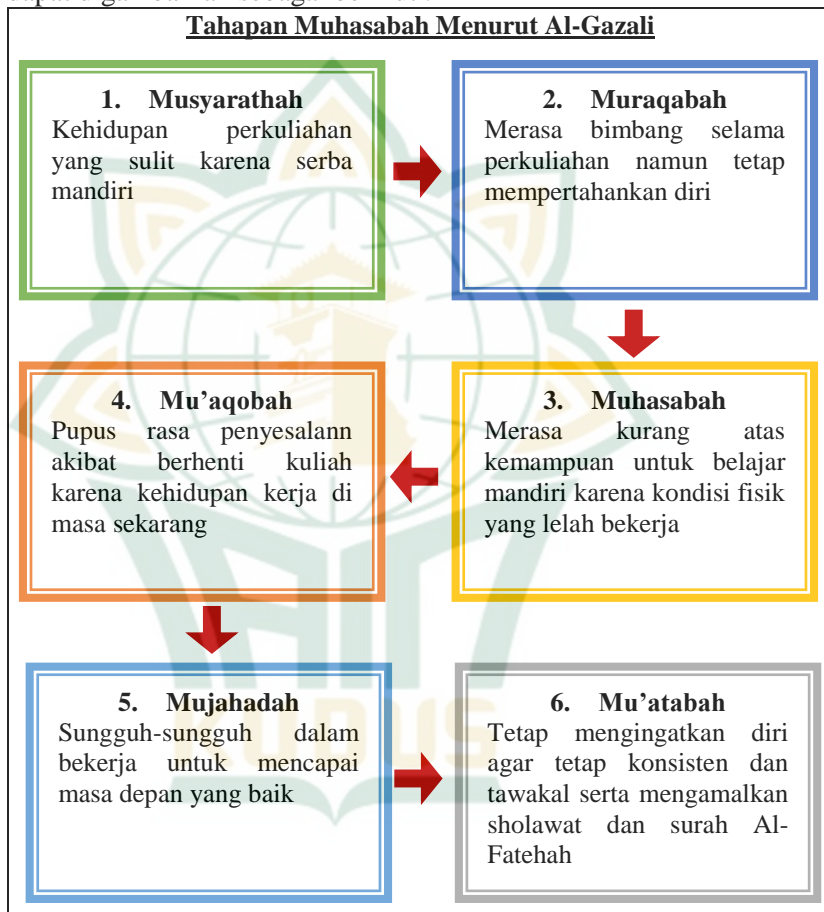 Tahapan Muhasabah Menurut Al-Gazali
1. Musyarathah
Kehidupan perkuliahan
yang sulit karena serba
mandiri
2. Muraqabah
Merasa bimbang selama
perkuliahan namun tetap
mempertahankan diri
3. Muhasabah
Merasa kurang atas
kemampuan untuk belajar
mandiri karena kondisi fisik
yang lelah bekerja
4. Mu’aqobah
Pupus rasa penyesalann
akibat berhenti kuliah
karena kehidupan kerja di
masa sekarang
5. Mujahadah
Sungguh-sungguh dalam
bekerja untuk mencapai
masa depan yang baik
6. Mu’atabah
Tetap mengingatkan diri
agar tetap konsisten dan
tawakal serta mengamalkan
sholawat dan surah Al-
Fatehah
KUDUS